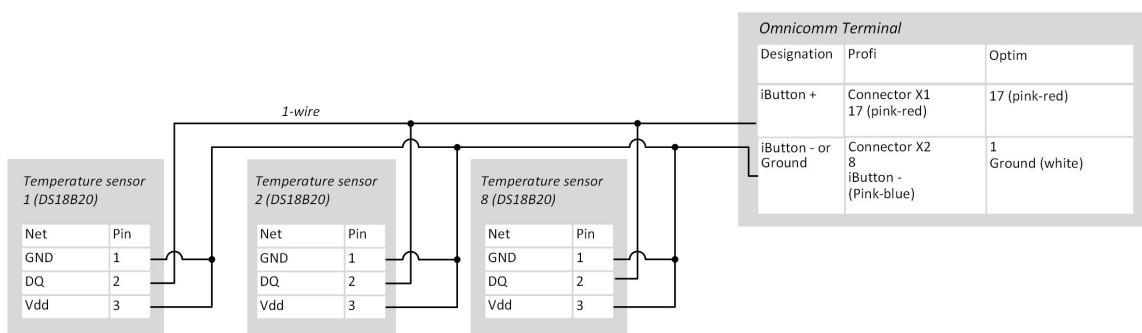 Omnicomm Terminal
Designation Profi Optim
iButton + Connector X1 17 (pink-red)
17 (pink-red)
iButton - or Connector X2 1
Ground 8 Ground (white)
iButton -
(Pink-blue)
1-wire
Temperature sensor
1 (DS18B20)
Net Pin
GND 1
DQ 2
Vdd 3
Temperature sensor
2 (DS18B20)
Net Pin
GND 1
DQ 2
Vdd 3
Temperature sensor
8 (DS18B20)
Net Pin
GND 1
DQ 2
Vdd 3